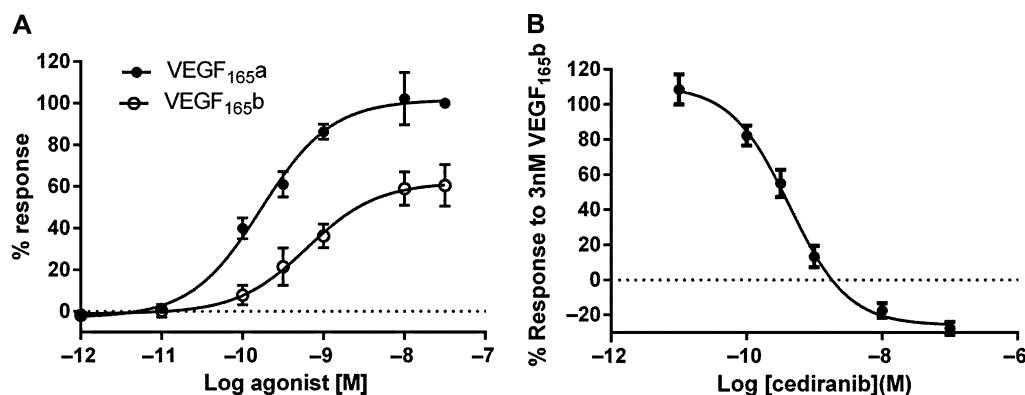 A
120
100
80
60
40
20
0
% response
VEGF₁₆₅a
VEGF₁₆₅b
–12 –11 –10 –9 –8 –7
Log agonist [M]
B
% Response to 3nM VEGF₁₆₅b
120
100
80
60
40
20
0
–20
–12 –10 –8 –6
Log [cediranib](M)